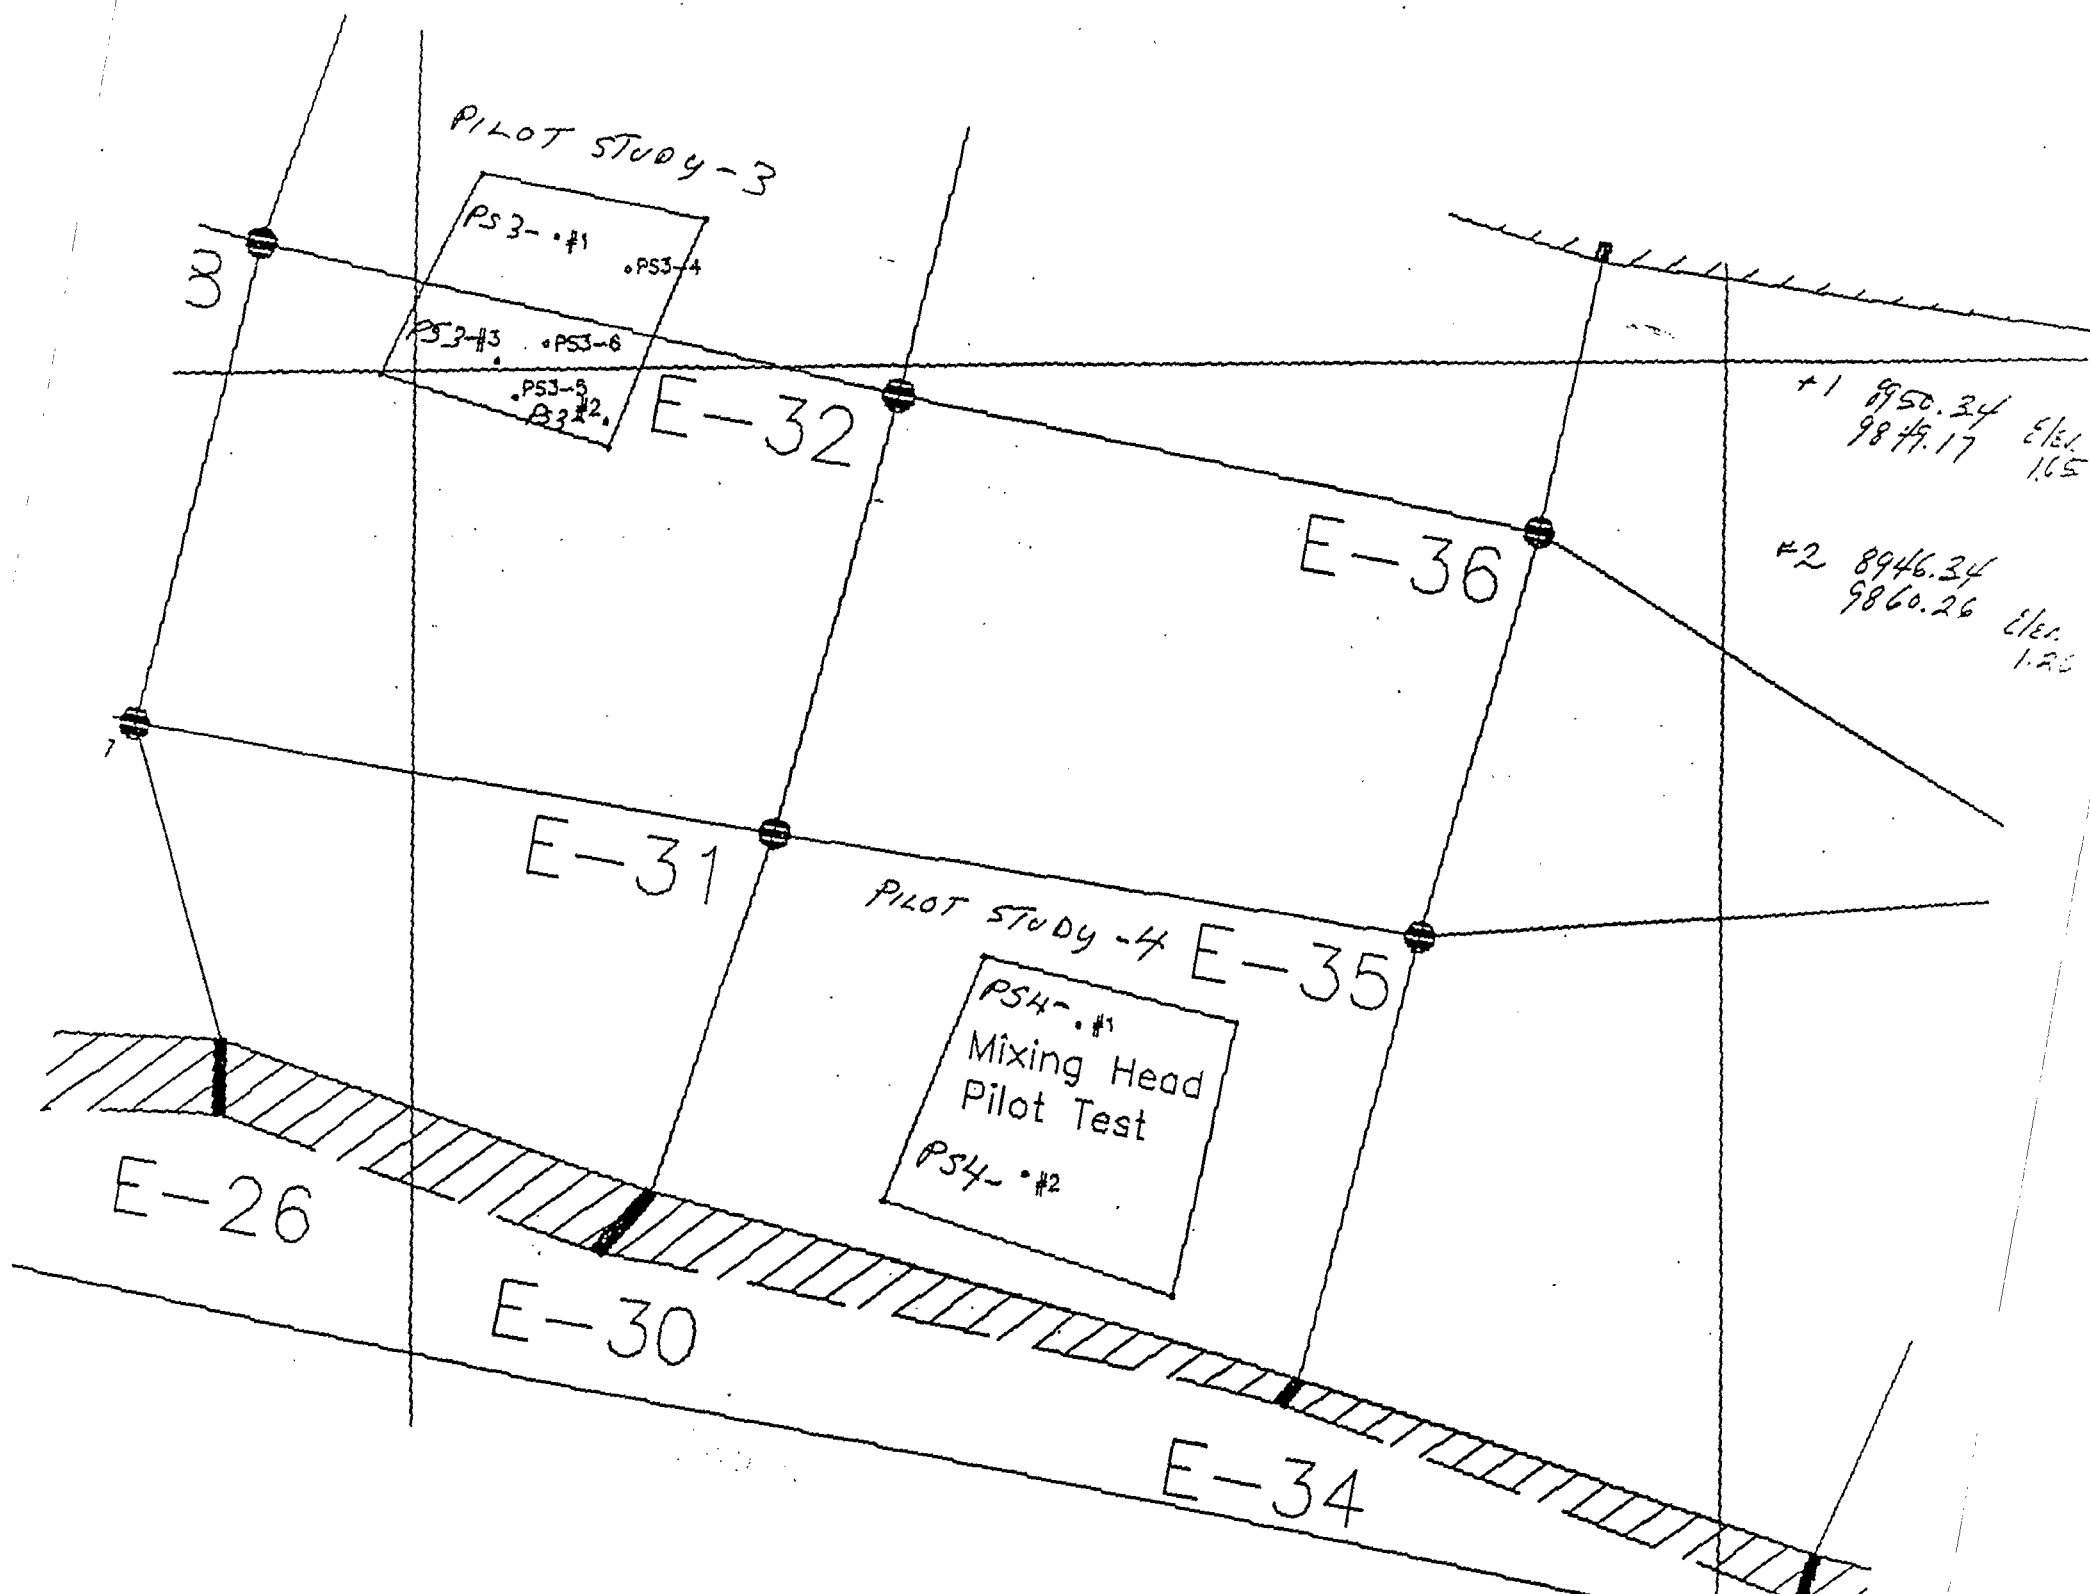 PILOT STUDY-3
PS3- #1
PS3-4
8
PS3-#3
PS3-6
PS3-5
PS3 #2
E-32
#1 8950.34
9849.17 Elev.
1.65
E-36
#2 8946.34
9860.26 Elev.
7
E-31
PILOT STUDY -4
E-35
PS4- #1
Mixing Head
Pilot Test
PS4- #2
E-26
E-30
E-34